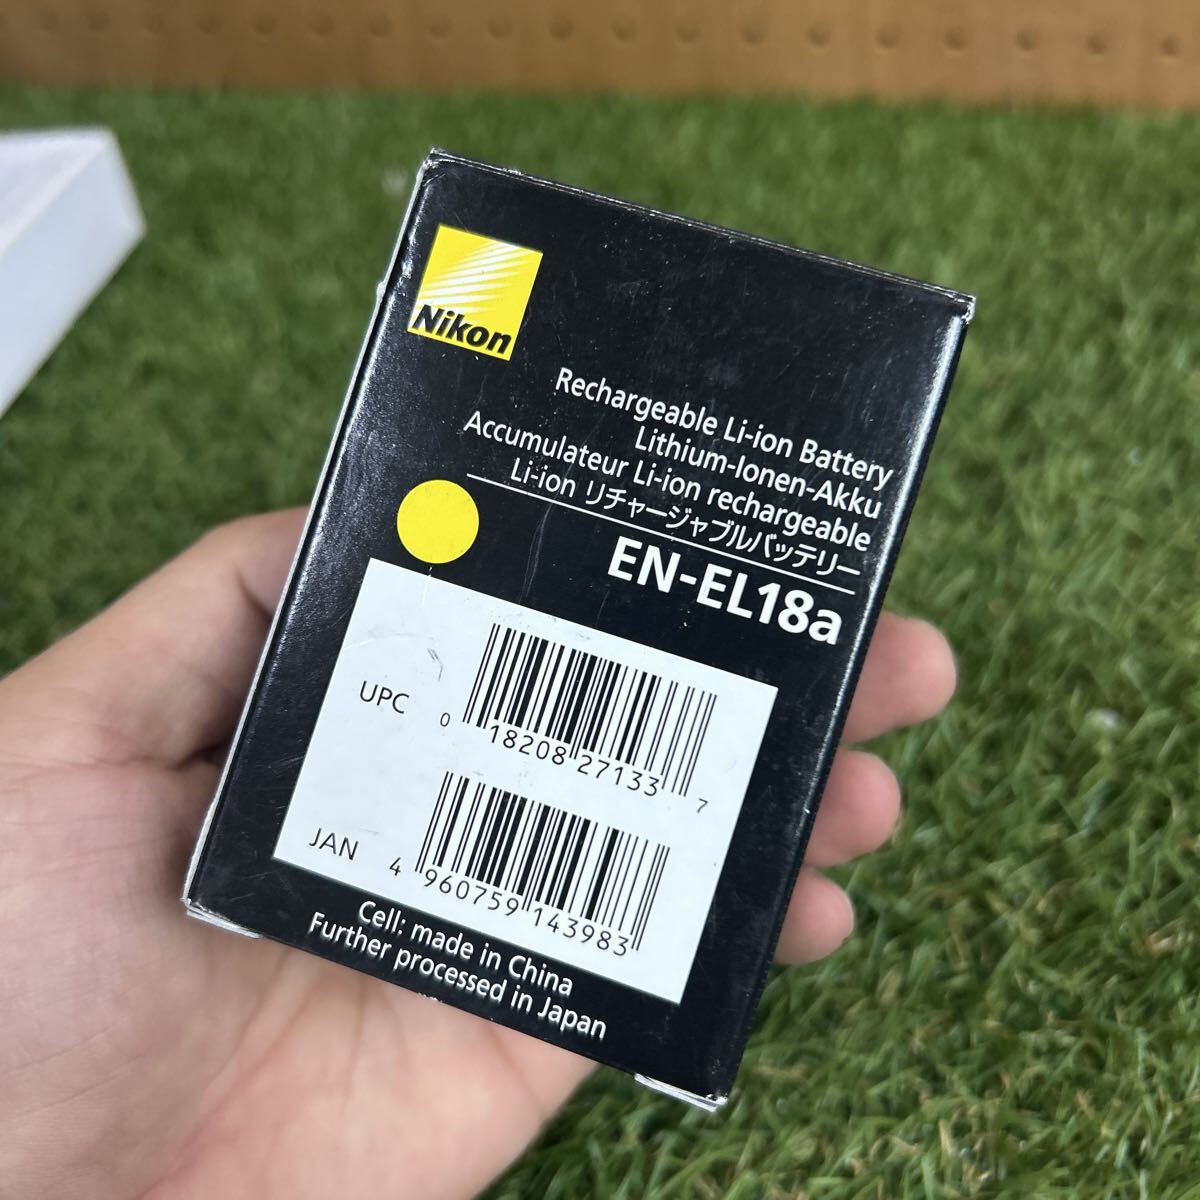 Nikon
Rechargeable Li-ion Battery
Lithium-Ionen-Akku
Accumulateur Li-ion rechargeable
Li-ion リチャージャブルバッテリー
EN-EL18a
UPC 0 18208 27133 7
JAN 4 960759 143983
Cell: made in China
Further processed in Japan